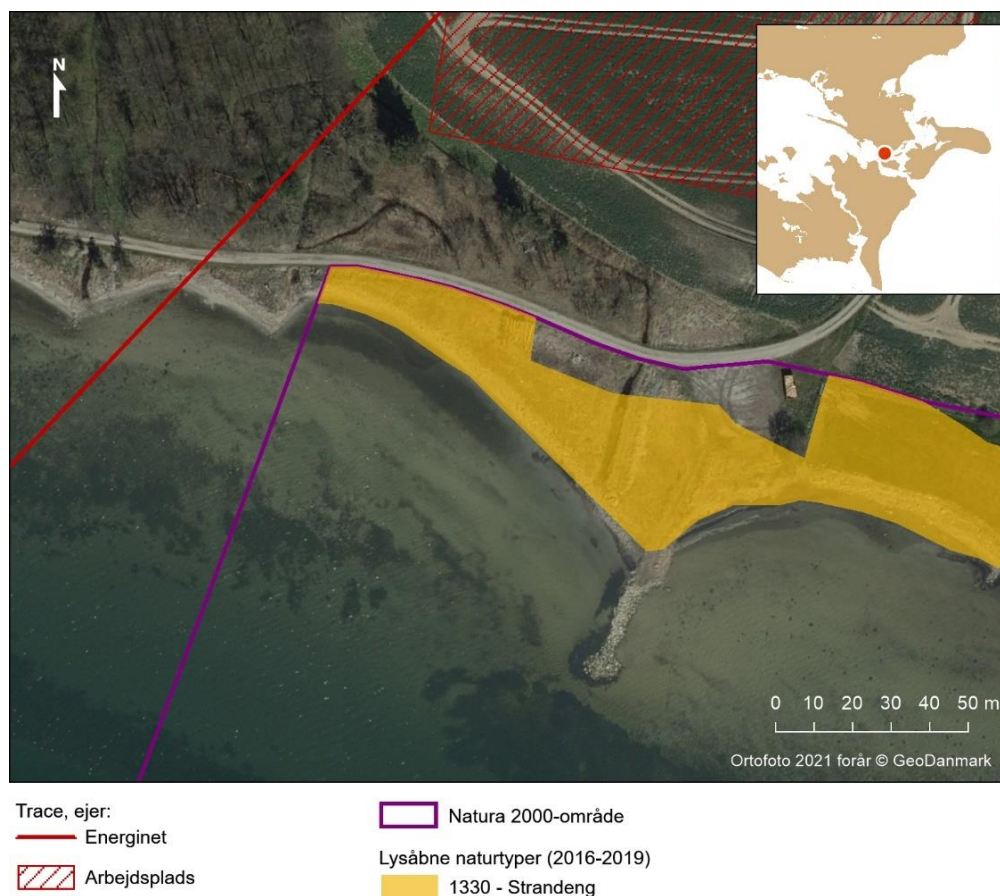 N
0 10 20 30 40 50 m
Ortofoto 2021 forår © GeoDanmark
Trace, ejer:
Energinet
Arbejdsplads
Natura 2000-område
Lysåbne naturtyper (2016-2019)
1330 - Strandeng